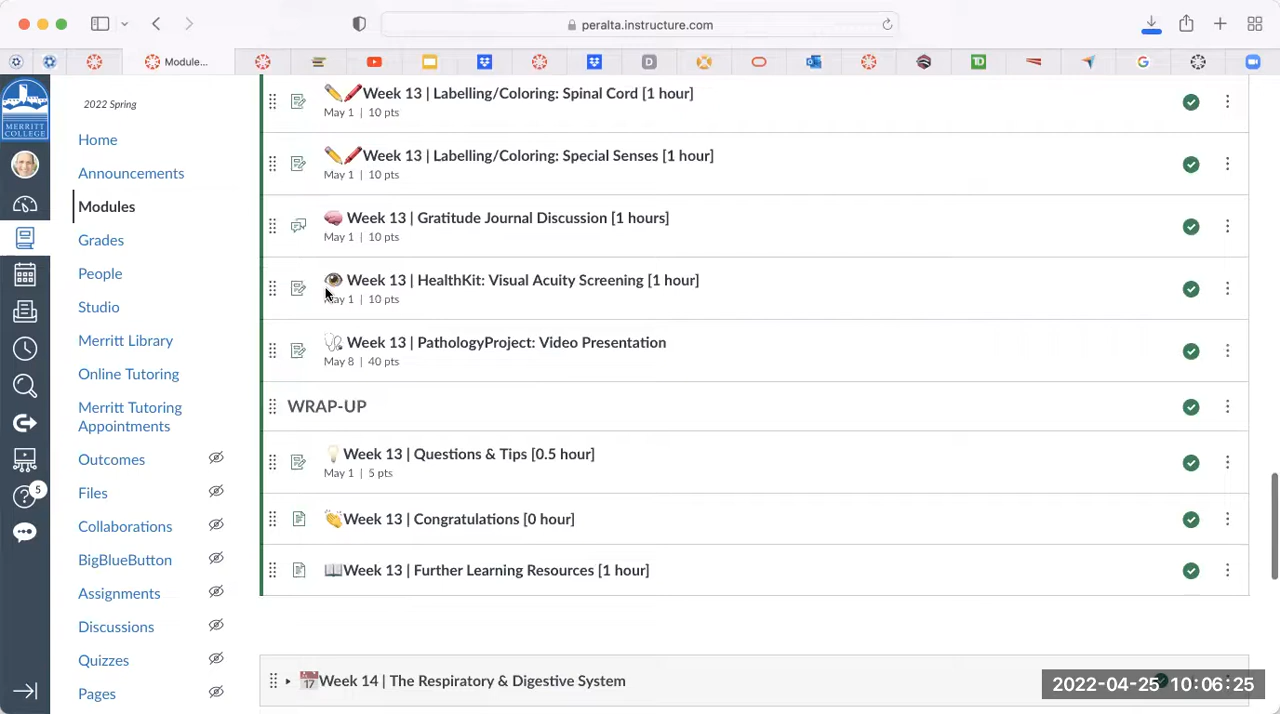 peralta.instructure.com
Module...
D
TD
MERRITT
COLLEGE
2022 Spring
Home
Announcements
Modules
Grades
People
Studio
Merritt Library
Online Tutoring
Merritt Tutoring
Appointments
Outcomes
Files
Collaborations
BigBlueButton
Assignments
Discussions
Quizzes
Pages
5
Week 13 | Labelling/Coloring: Spinal Cord [1 hour]
May 1 | 10 pts
Week 13 | Labelling/Coloring: Special Senses [1 hour]
May 1 | 10 pts
Week 13 | Gratitude Journal Discussion [1 hours]
May 1 | 10 pts
Week 13 | HealthKit: Visual Acuity Screening [1 hour]
May 1 | 10 pts
Week 13 | PathologyProject: Video Presentation
May 8 | 40 pts
WRAP-UP
Week 13 | Questions & Tips [0.5 hour]
May 1 | 5 pts
Week 13 | Congratulations [0 hour]
Week 13 | Further Learning Resources [1 hour]
17 Week 14 | The Respiratory & Digestive System
2022-04-25 10:06:25